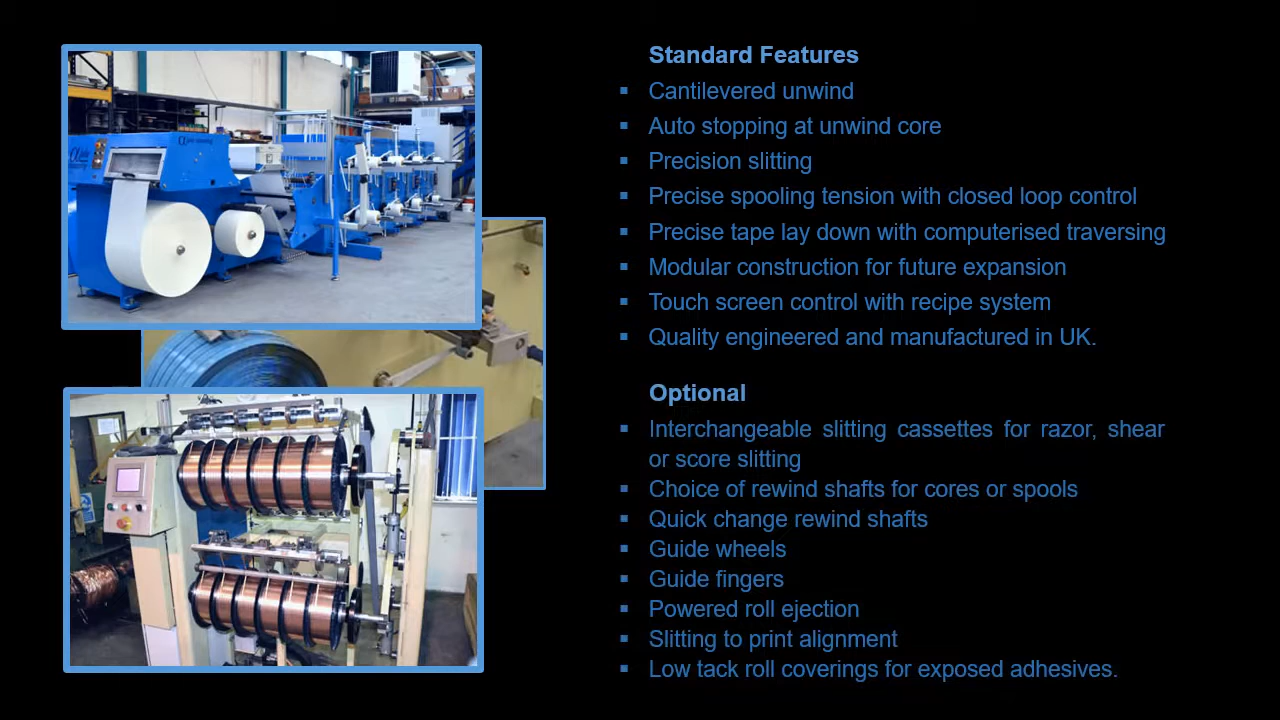 Standard Features
▪ Cantilevered unwind
▪ Auto stopping at unwind core
▪ Precision slitting
▪ Precise spooling tension with closed loop control
▪ Precise tape lay down with computerised traversing
▪ Modular construction for future expansion
▪ Touch screen control with recipe system
▪ Quality engineered and manufactured in UK.
Optional
▪ Interchangeable slitting cassettes for razor, shear
or score slitting
▪ Choice of rewind shafts for cores or spools
▪ Quick change rewind shafts
▪ Guide wheels
▪ Guide fingers
▪ Powered roll ejection
▪ Slitting to print alignment
▪ Low tack roll coverings for exposed adhesives.